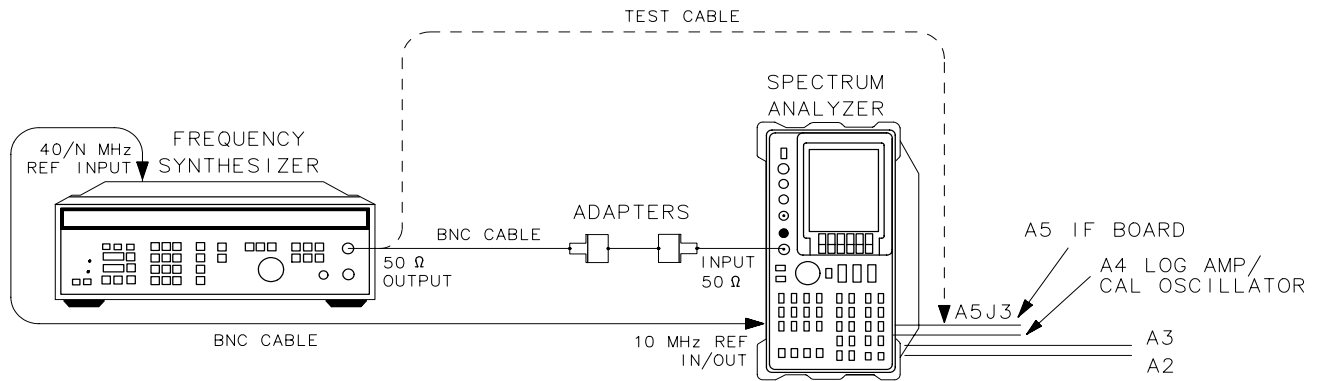 TEST CABLE
SPECTRUM
ANALYZER
40/N MHz
REF INPUT
FREQUENCY
SYNTHESIZER
ADAPTERS
BNC CABLE
50 Ω
OUTPUT
INPUT
50 Ω
A5 IF BOARD
A4 LOG AMP/
CAL OSCILLATOR
A5J3
BNC CABLE
10 MHz REF
IN/OUT
A3
A2